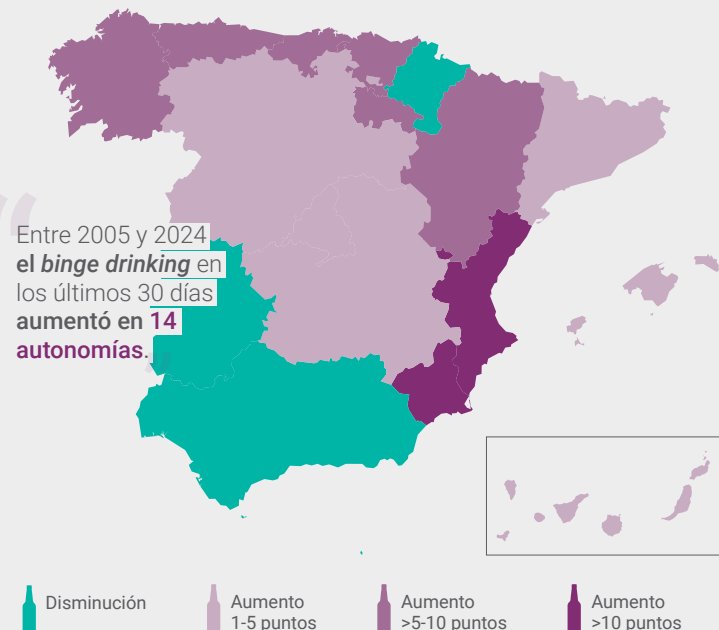 Entre 2005 y 2024
el binge drinking en
los últimos 30 días
aumentó en 14
autonomías.
Disminución
Aumento
1-5 puntos
Aumento
>5-10 puntos
Aumento
>10 puntos